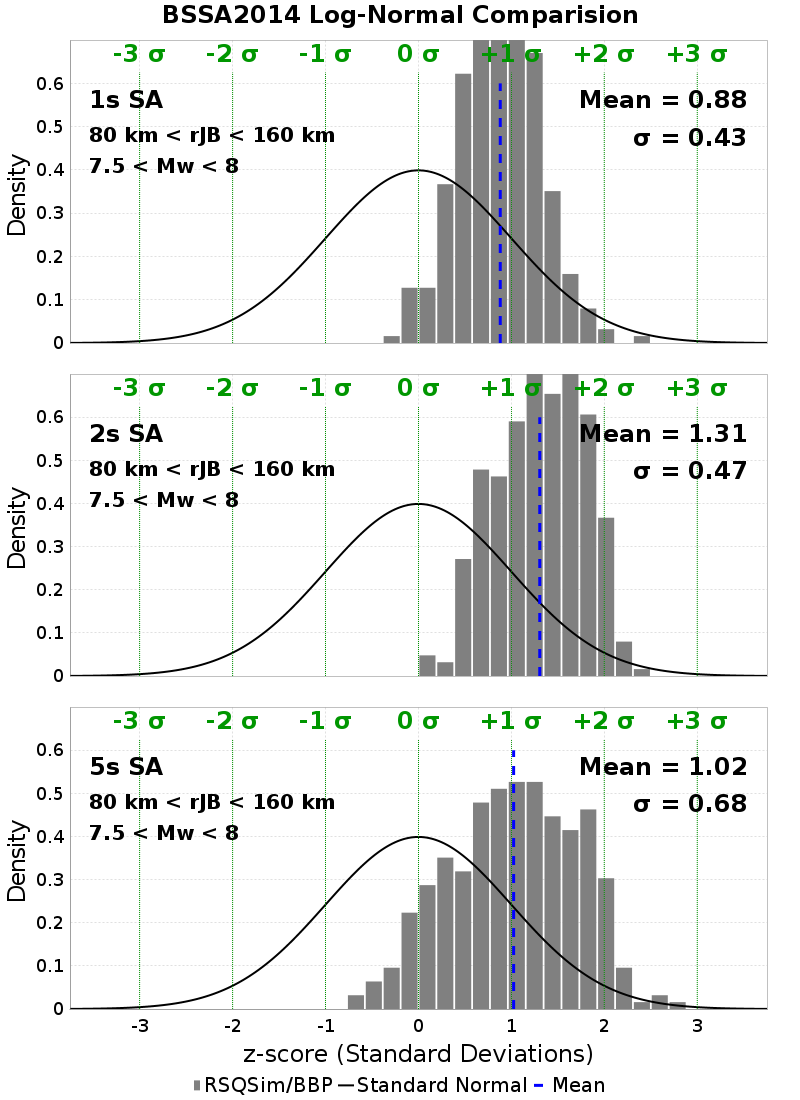 BSSA2014 Log-Normal Comparision
-3 σ -2 σ -1 σ 0 σ +1 σ +2 σ +3 σ
1s SA
80 km < rJB < 160 km
7.5 < Mw < 8
Mean = 0.88
σ = 0.43
0.6
0.5
0.4
0.3
0.2
0.1
0
Density
-3 σ -2 σ -1 σ 0 σ +1 σ +2 σ +3 σ
2s SA
80 km < rJB < 160 km
7.5 < Mw < 8
Mean = 1.31
σ = 0.47
0.6
0.5
0.4
0.3
0.2
0.1
0
Density
-3 σ -2 σ -1 σ 0 σ +1 σ +2 σ +3 σ
5s SA
80 km < rJB < 160 km
7.5 < Mw < 8
Mean = 1.02
σ = 0.68
0.6
0.5
0.4
0.3
0.2
0.1
0
Density
-3 -2 -1 0 1 2 3
z-score (Standard Deviations)
RSQSim/BBP Standard Normal Mean